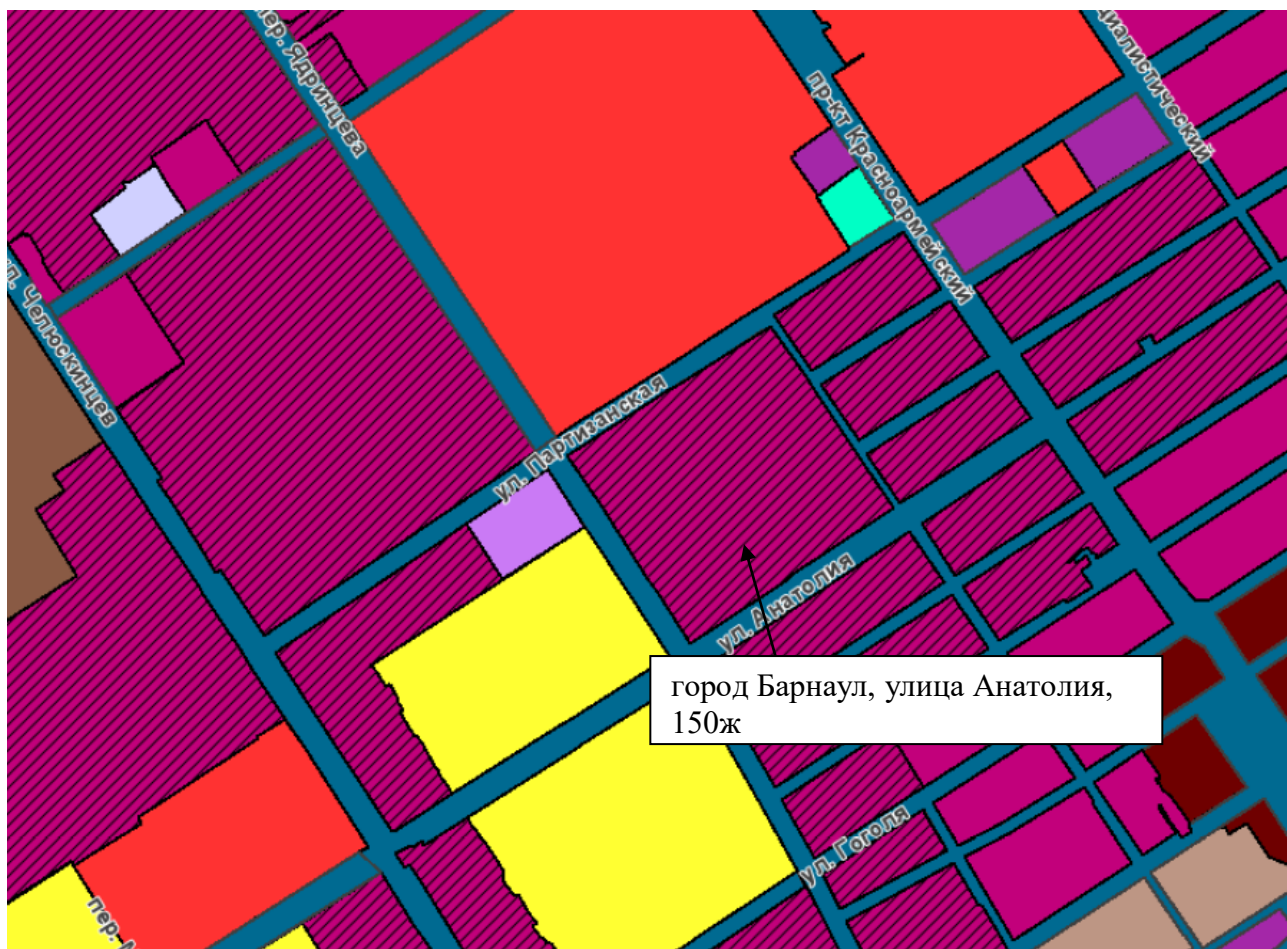 пер. Ядринцева
пр-кт Красноармейский
циалистический
ул. Челюскинцев
ул. Партизанская
ул. Анатолия
город Барнаул, улица Анатолия,
150ж
ул. Гоголя
пер.